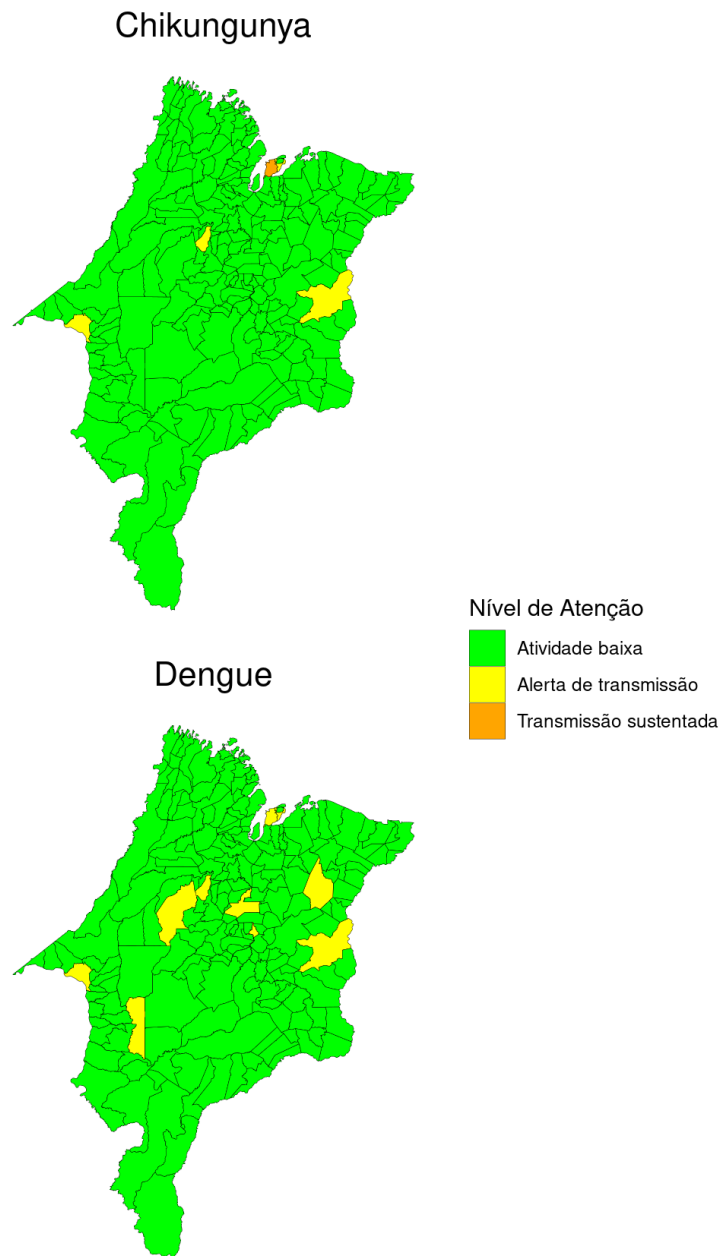 Chikungunya
Nível de Atenção
Atividade baixa
Alerta de transmissão
Transmissão sustentada
Dengue